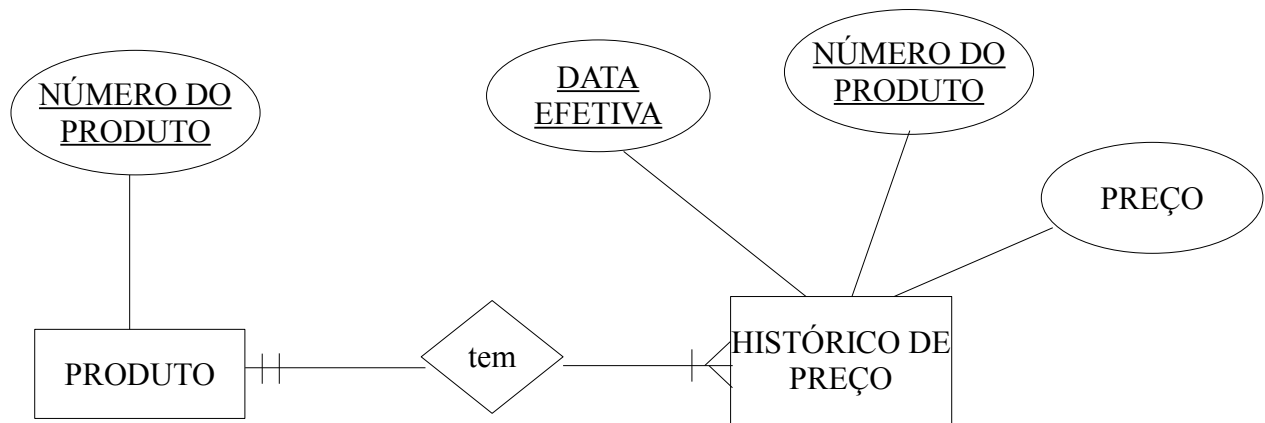 NÚMERO DO
PRODUTO
DATA
EFETIVA
NÚMERO DO
PRODUTO
PREÇO
PRODUTO
tem
HISTÓRICO DE
PREÇO